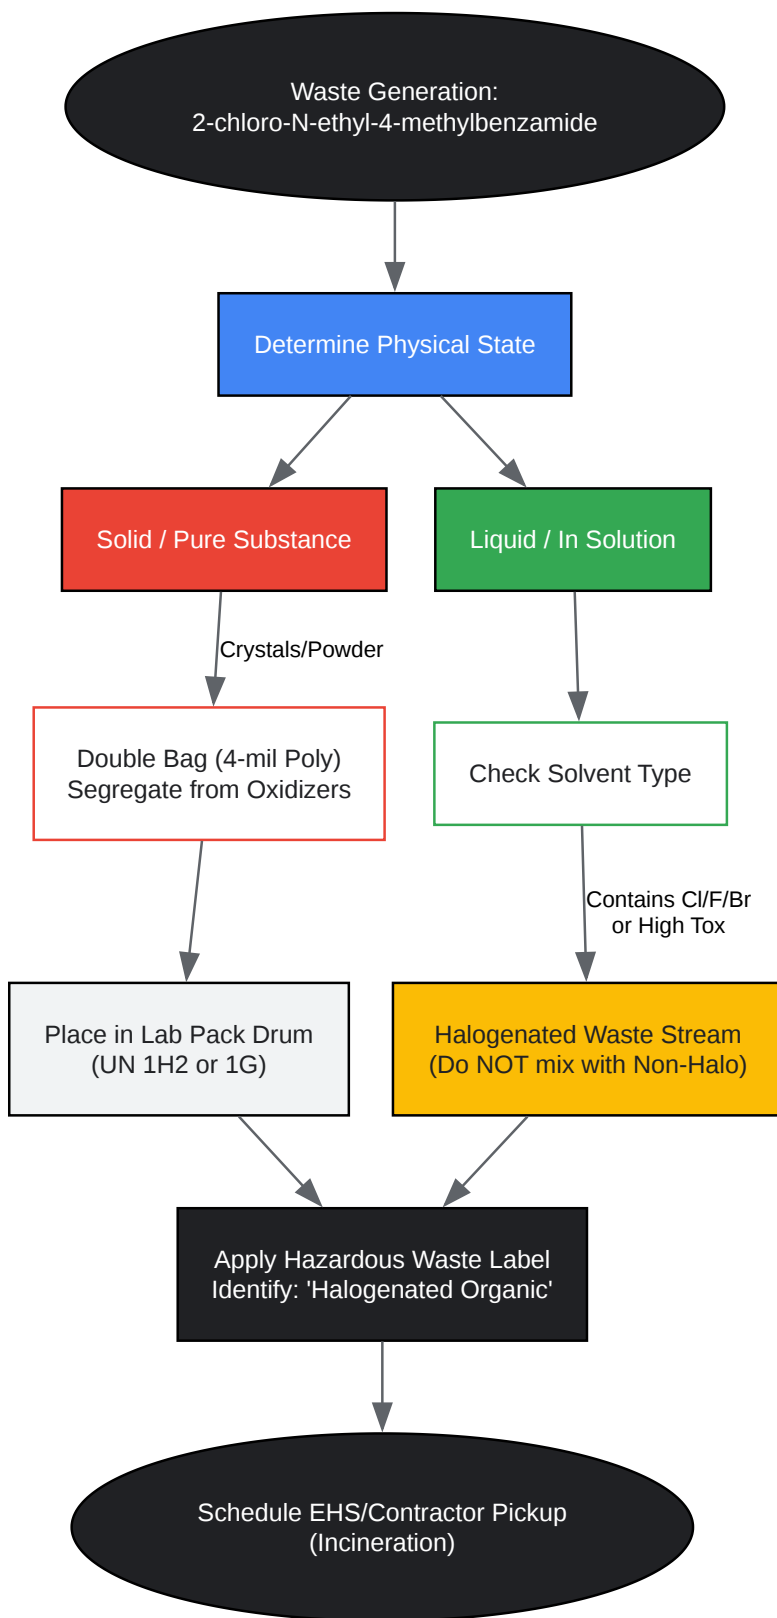 Waste Generation:
2-chloro-N-ethyl-4-methylbenzamide
Determine Physical State
Solid / Pure Substance
Liquid / In Solution
Crystals/Powder
Double Bag (4-mil Poly)
Segregate from Oxidizers
Check Solvent Type
Contains Cl/F/Br
or High Tox
Place in Lab Pack Drum
(UN 1H2 or 1G)
Halogenated Waste Stream
(Do NOT mix with Non-Halo)
Apply Hazardous Waste Label
Identify: 'Halogenated Organic'
Schedule EHS/Contractor Pickup
(Incineration)